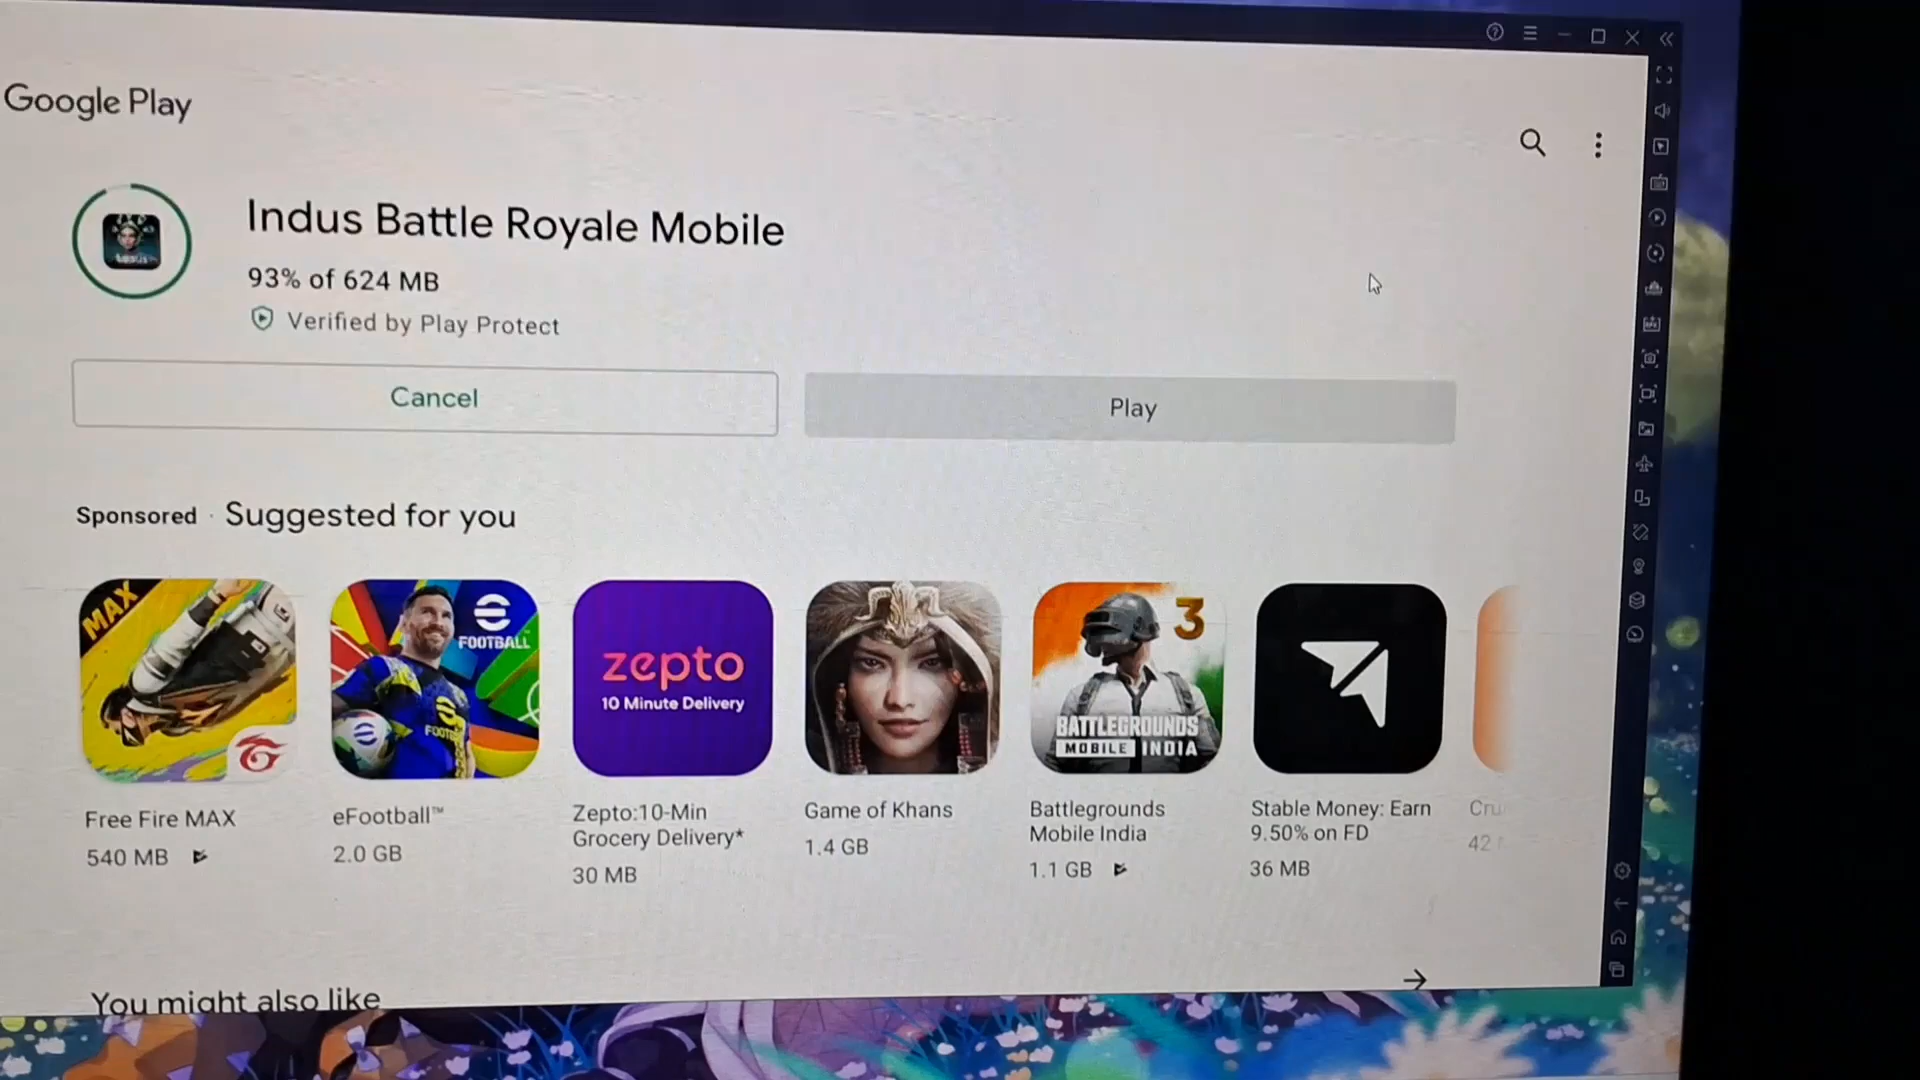 Google Play
Indus Battle Royale Mobile
93% of 624 MB
Verified by Play Protect
Cancel
Play
Sponsored · Suggested for you
MAX
FOOTBALL
zepto
10 Minute Delivery
3
BATTLEGROUNDS
MOBILE INDIA
Free Fire MAX
540 MB
eFootball™
2.0 GB
Zepto:10-Min
Grocery Delivery*
30 MB
Game of Khans
1.4 GB
Battlegrounds
Mobile India
1.1 GB
Stable Money: Earn
9.50% on FD
36 MB
Cru
42
You might also like